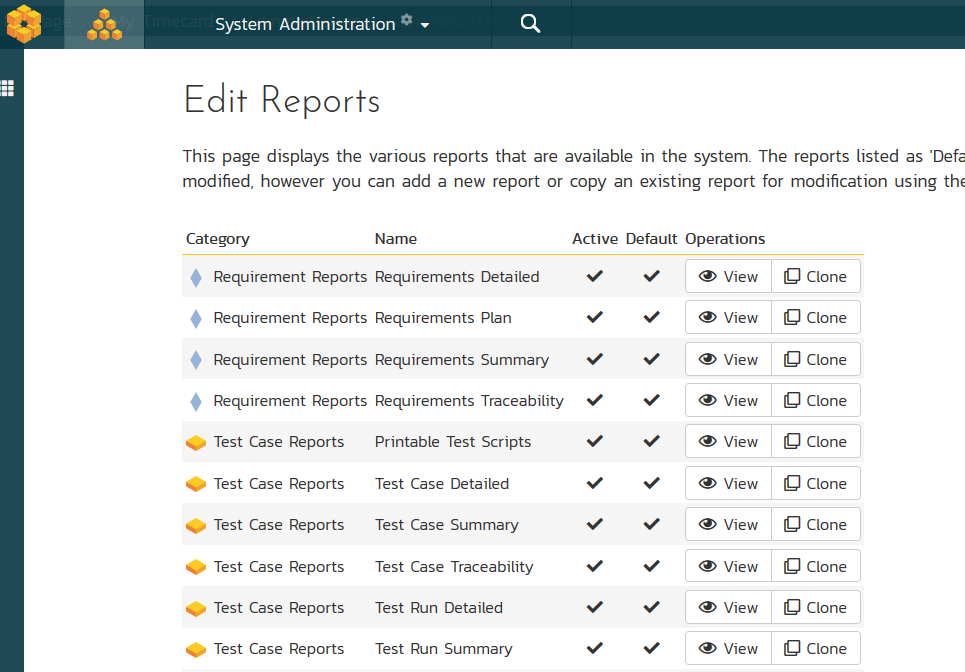 System Administration
Edit Reports
This page displays the various reports that are available in the system. The reports listed as 'Defa
modified, however you can add a new report or copy an existing report for modification using the
Category Name Active Default Operations
Requirement Reports Requirements Detailed View Clone
Requirement Reports Requirements Plan View Clone
Requirement Reports Requirements Summary View Clone
Requirement Reports Requirements Traceability View Clone
Test Case Reports Printable Test Scripts View Clone
Test Case Reports Test Case Detailed View Clone
Test Case Reports Test Case Summary View Clone
Test Case Reports Test Case Traceability View Clone
Test Case Reports Test Run Detailed View Clone
Test Case Reports Test Run Summary View Clone